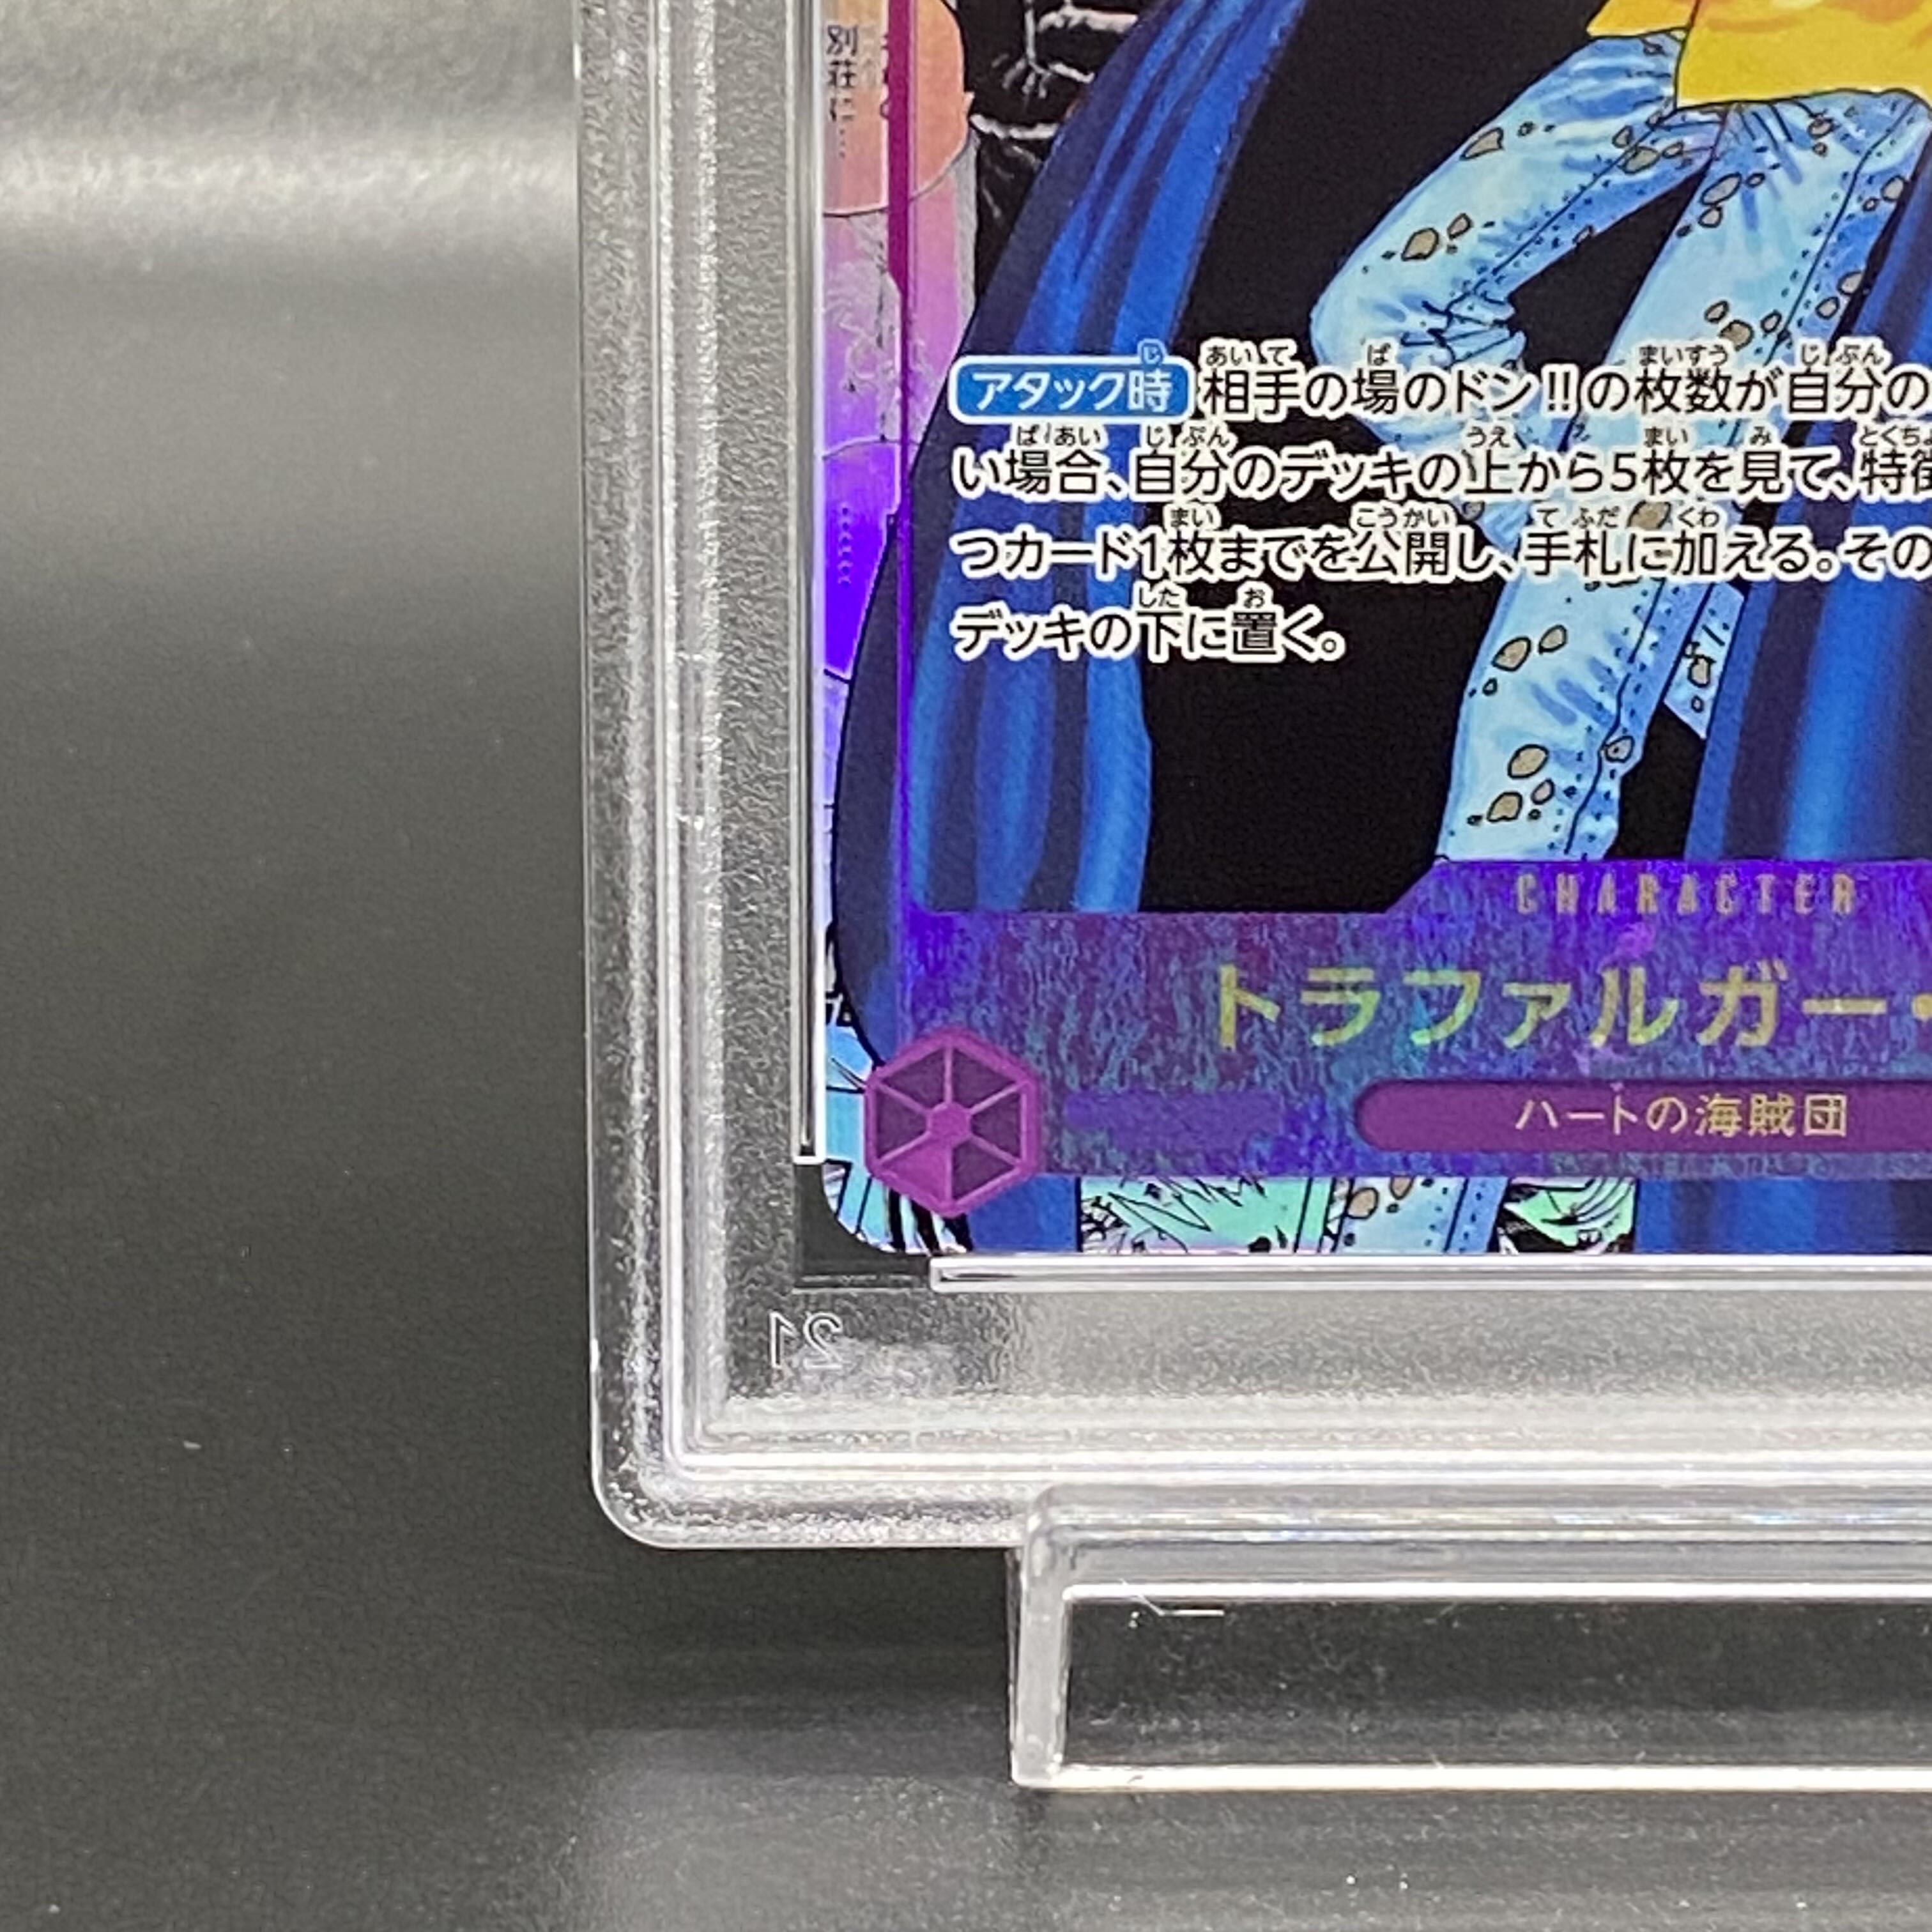 別荘に…
アタック時 相手の場のドン!!の枚数が自分の
い場合、自分のデッキの上から5枚を見て、特徴
つカード1枚までを公開し、手札に加える。その
デッキの下に置く。
CHARACTER
トラファルガー・
ハートの海賊団
21